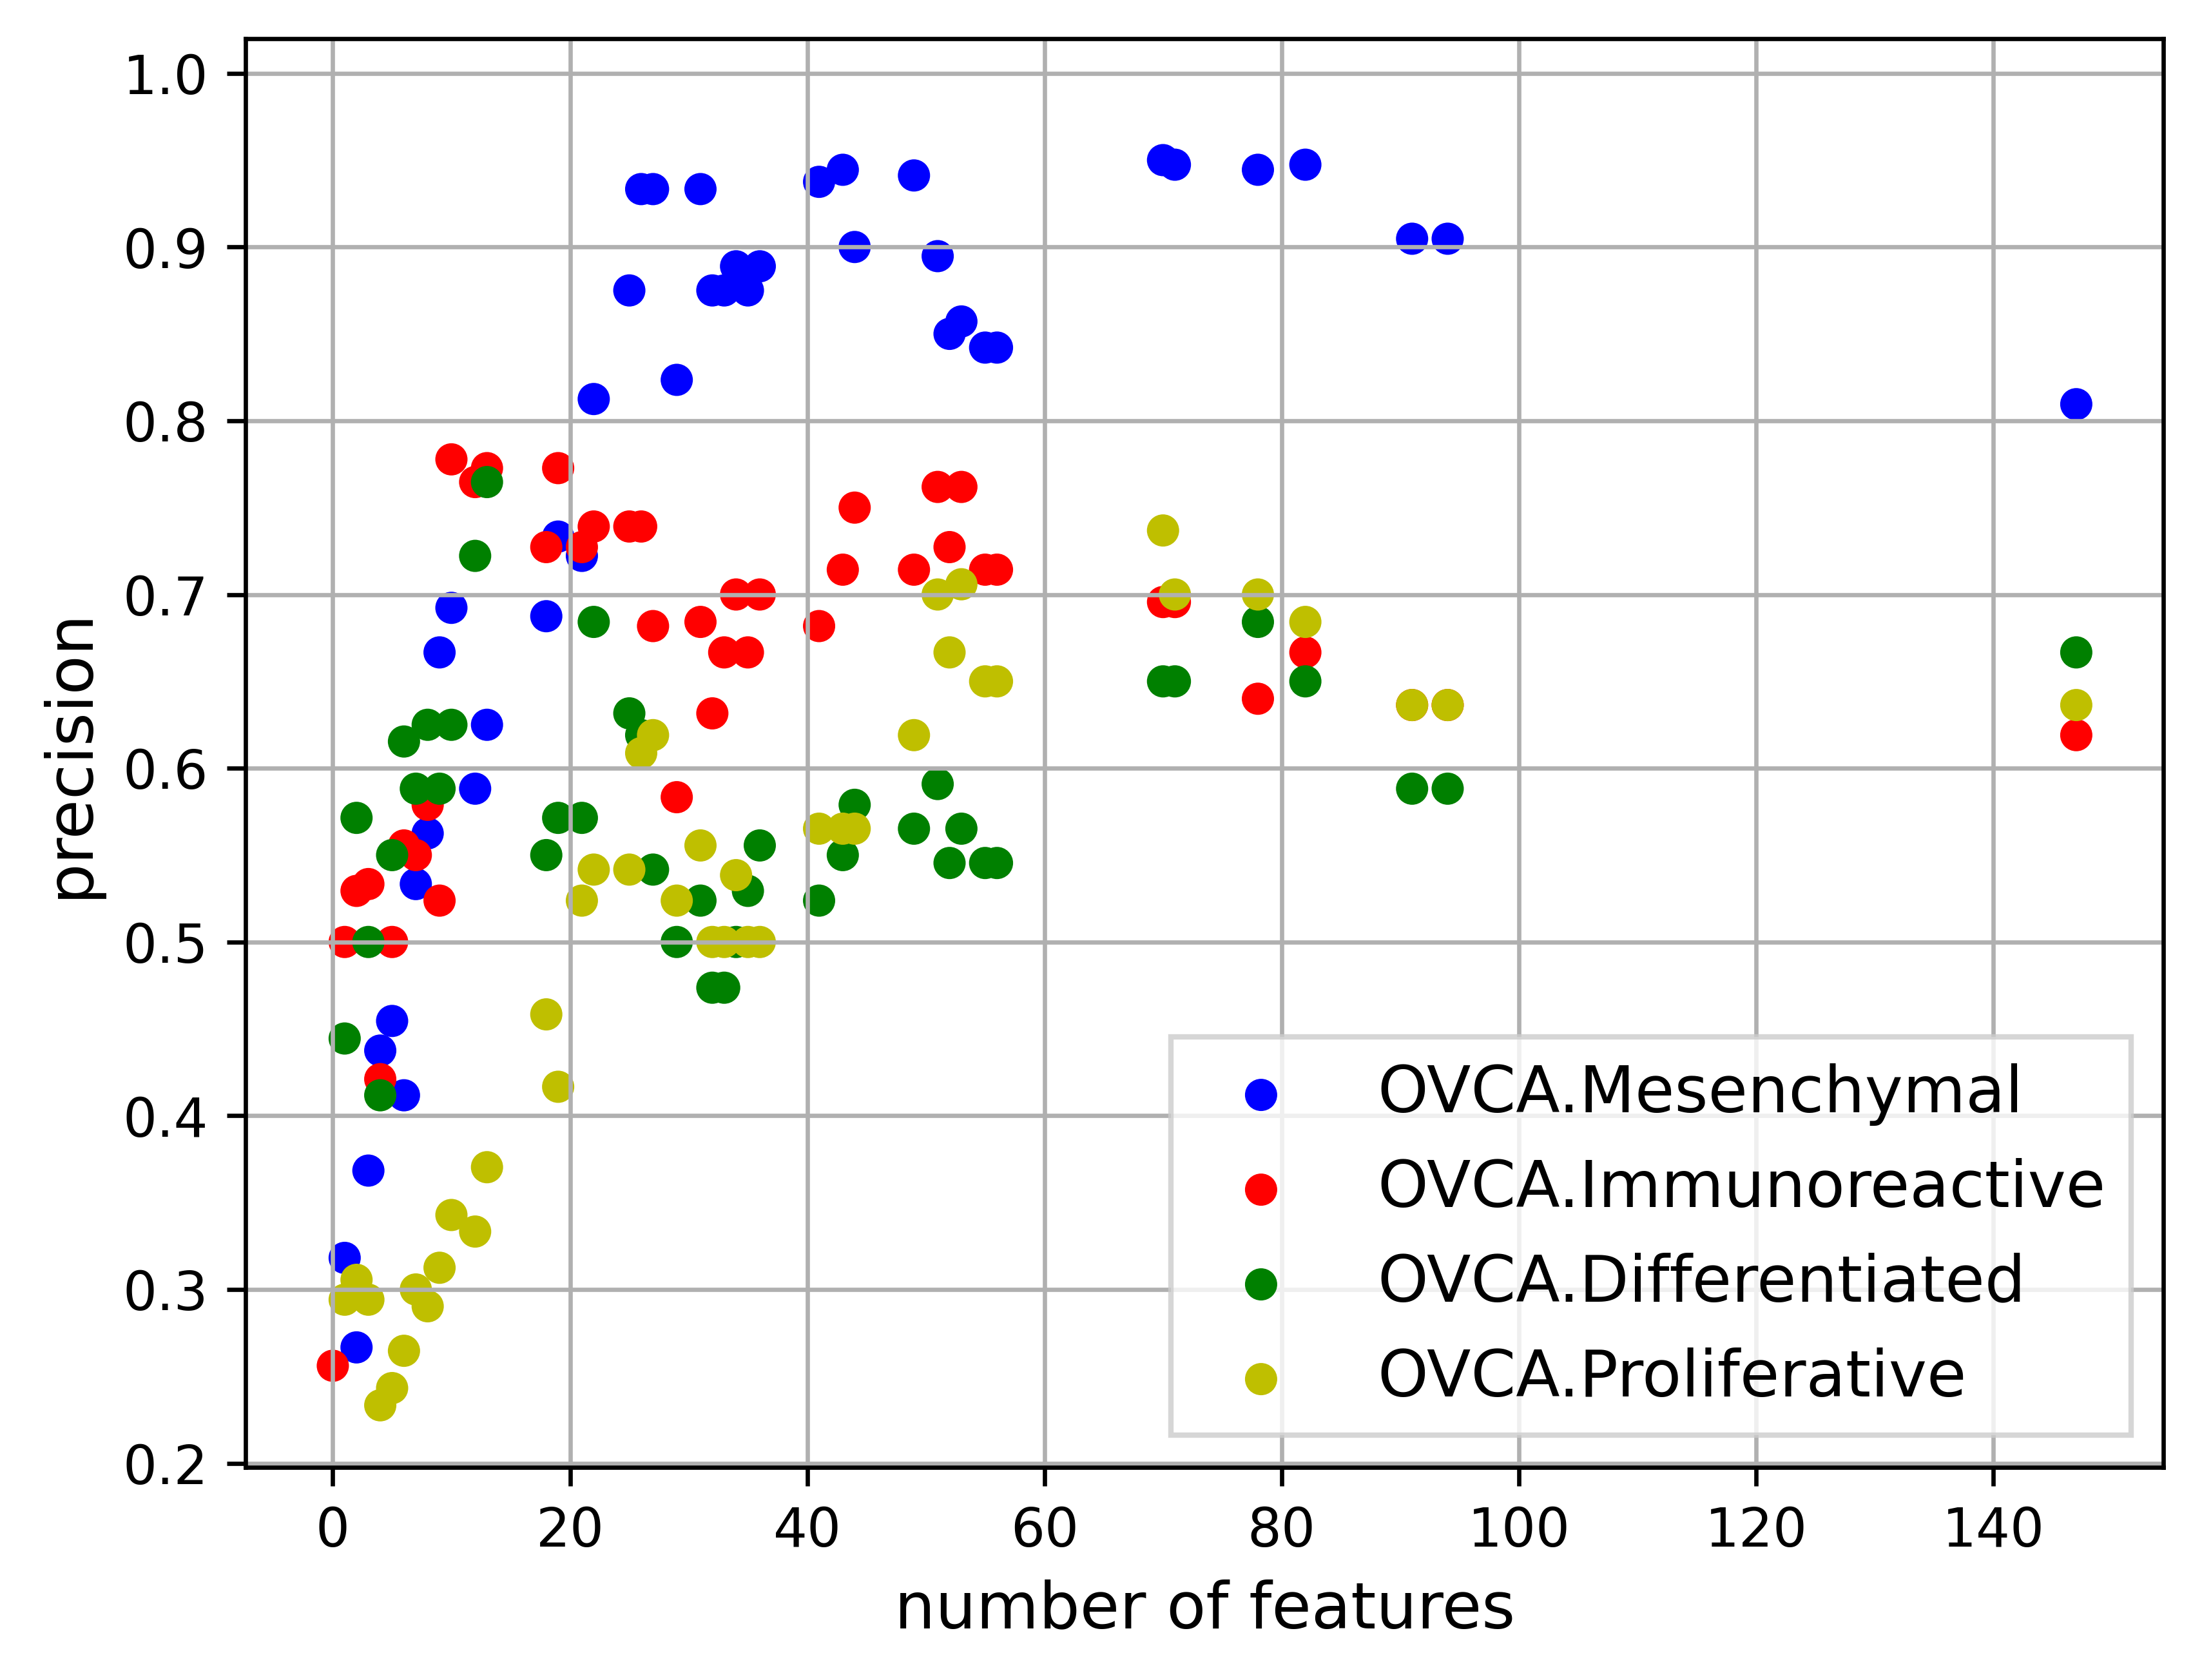 1.0
0.9
0.8
0.7
0.6
0.5
0.4
0.3
0.2
precision
0 20 40 60 80 100 120 140
number of features
OVCA.Mesenchymal
OVCA.Immunoreactive
OVCA.Differentiated
OVCA.Proliferative